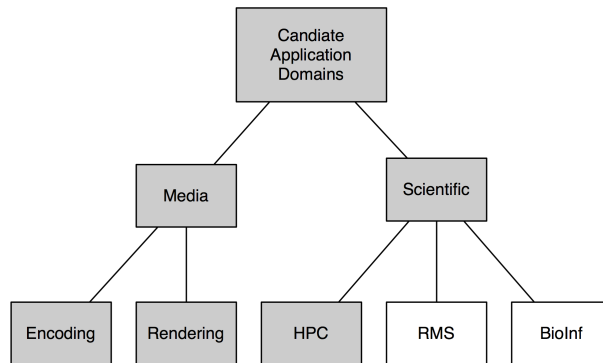 Candiate
Application
Domains
Media
Scientific
Encoding
Rendering
HPC
RMS
BioInf